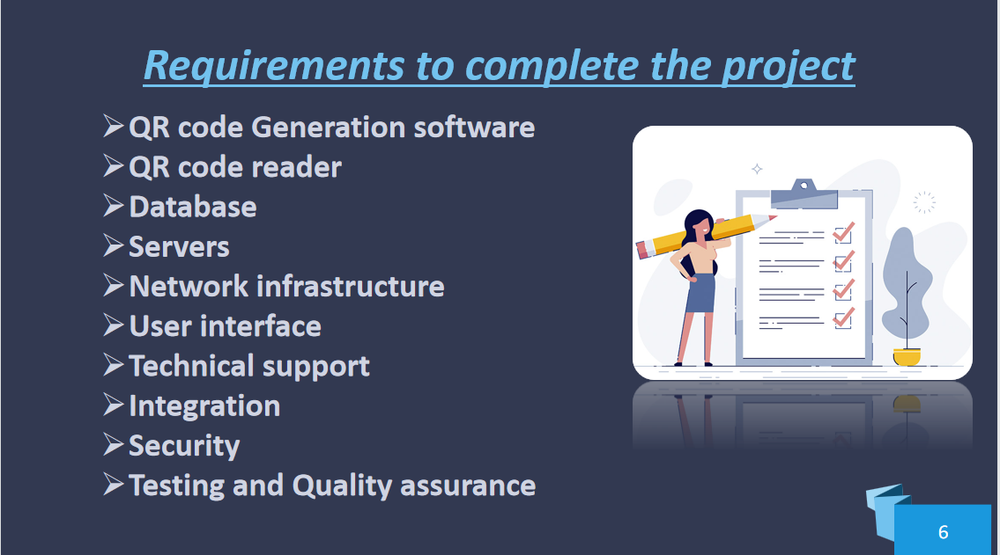 Requirements to complete the project
➢QR code Generation software
➢QR code reader
➢Database
➢Servers
➢Network infrastructure
➢User interface
➢Technical support
➢Integration
➢Security
➢Testing and Quality assurance
6